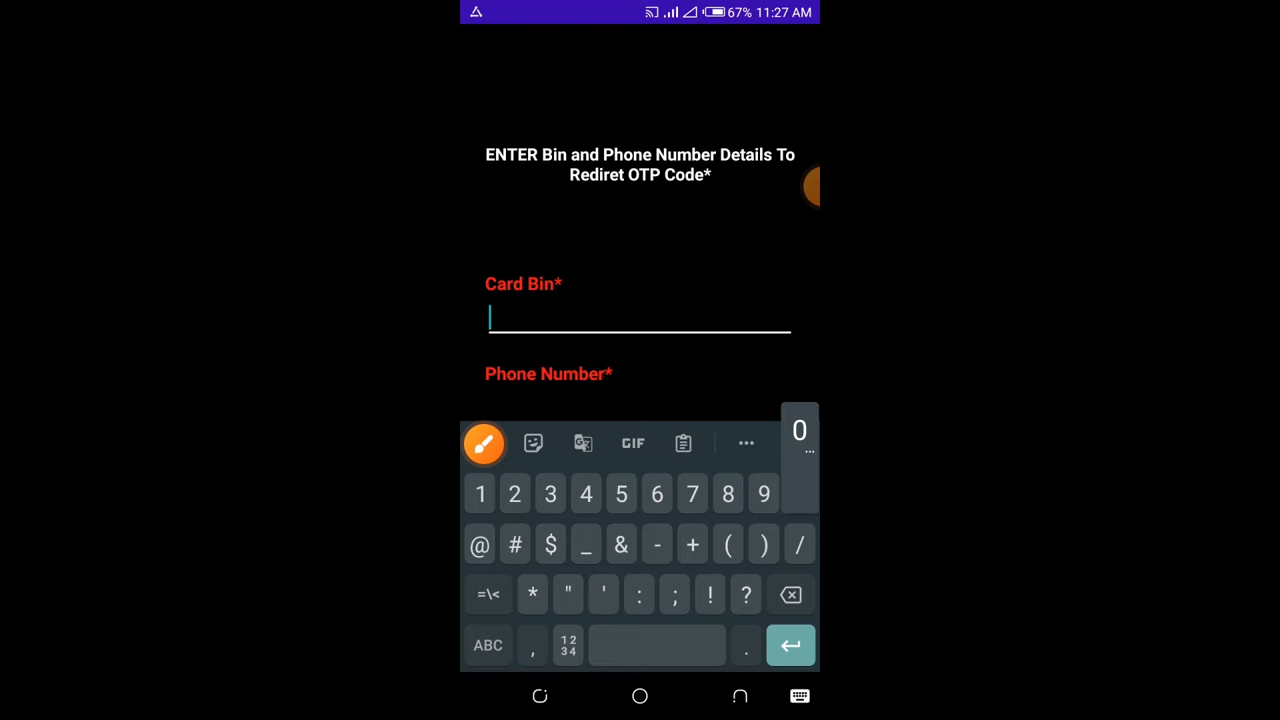 67% 11:27 AM
ENTER Bin and Phone Number Details To
Rediret OTP Code*
Card Bin*
Phone Number*
GIF
0
...
1 2 3 4 5 6 7 8 9
@ # $ _ & - + ( ) /
=\< * " ' : ; ! ?
ABC , 12 34 .